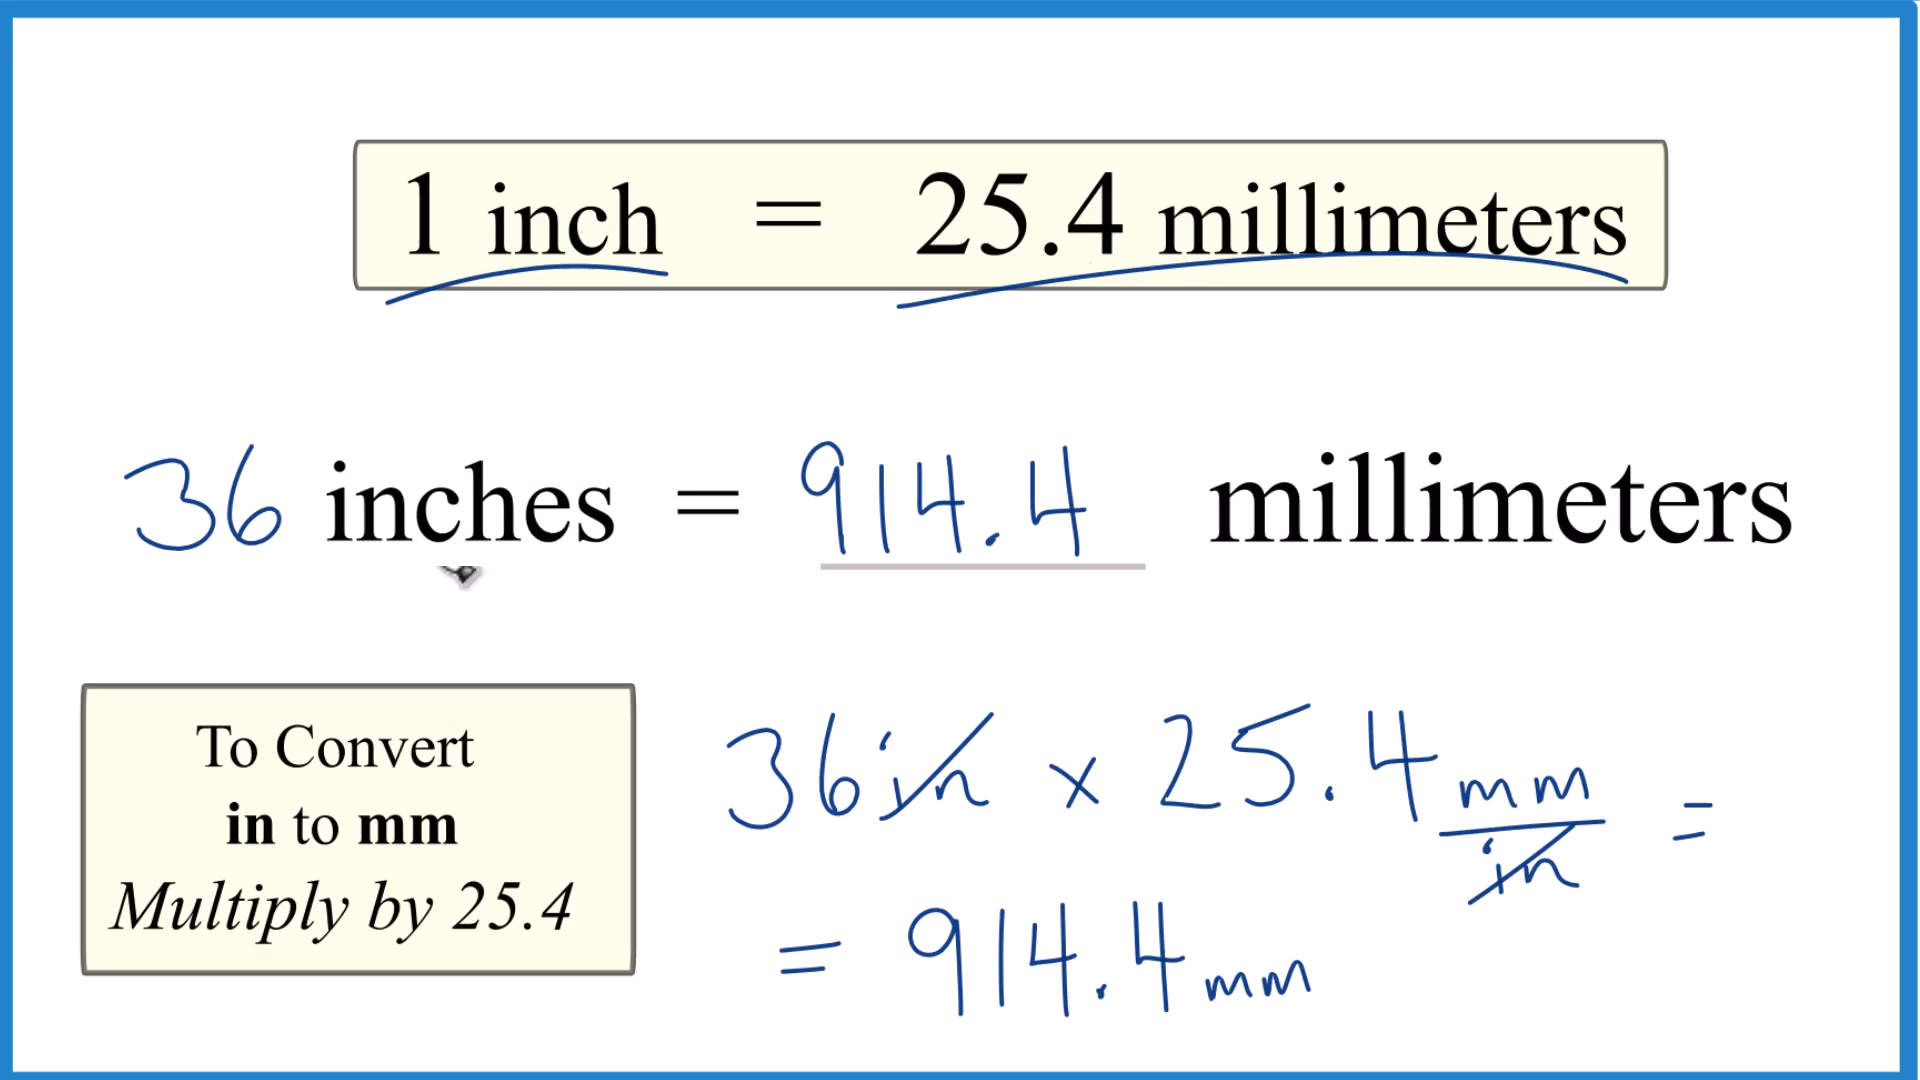 1 inch = 25.4 millimeters
36 inches = 914.4 millimeters
To Convert
in to mm
Multiply by 25.4
36 in x 25.4 mm/in =
= 914.4 mm